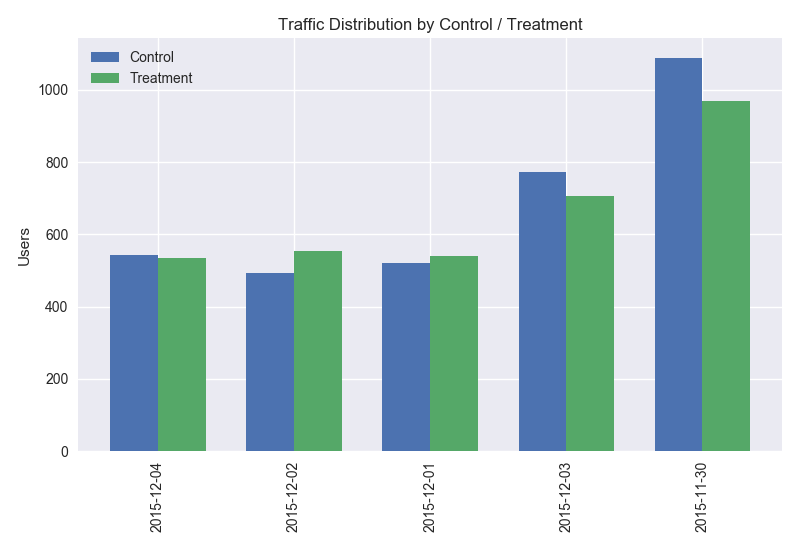 Traffic Distribution by Control / Treatment
Control
Treatment
Users
1000
800
600
400
200
0
2015-12-04
2015-12-02
2015-12-01
2015-12-03
2015-11-30